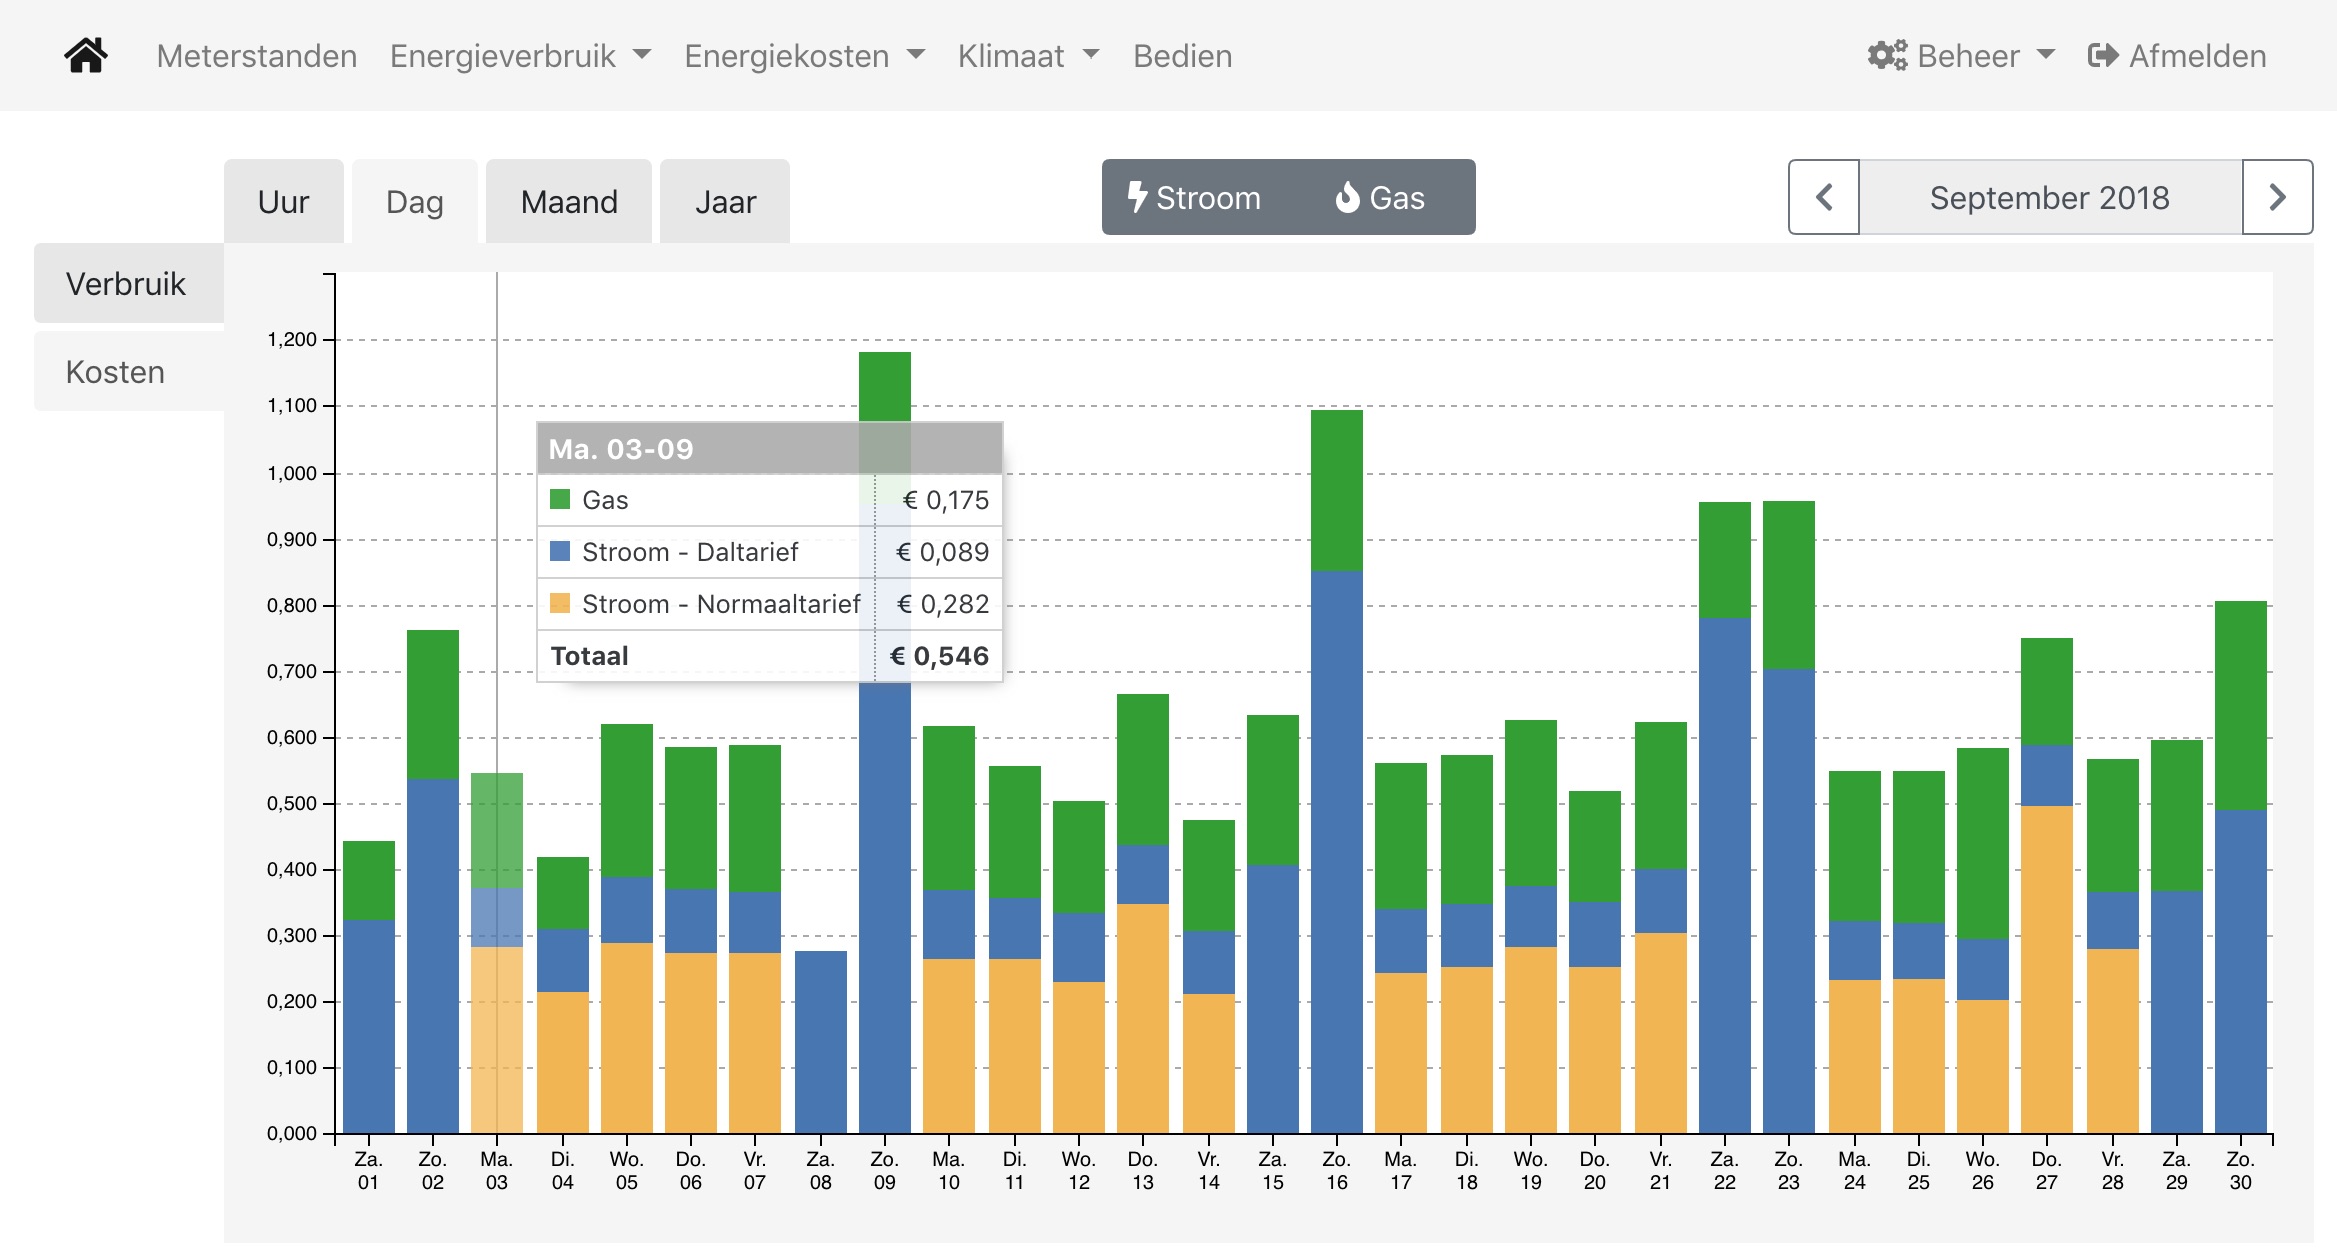 Meterstanden Energieverbruik Energiekosten Klimaat Bedien Beheer Afmelden
Uur Dag Maand Jaar Stroom Gas September 2018
Verbruik
Kosten
1,200
1,100
1,000
0,900
0,800
0,700
0,600
0,500
0,400
0,300
0,200
0,100
0,000
Ma. 03-09
Gas € 0,175
Stroom - Daltarief € 0,089
Stroom - Normaaltarief € 0,282
Totaal € 0,546
Za. Zo. Ma. Di. Wo. Do. Vr. Za. Zo. Ma. Di. Wo. Do. Vr. Za. Zo. Ma. Di. Wo. Do. Vr. Za. Zo. Ma. Di. Wo. Do. Vr. Za. Zo.
01 02 03 04 05 06 07 08 09 10 11 12 13 14 15 16 17 18 19 20 21 22 23 24 25 26 27 28 29 30